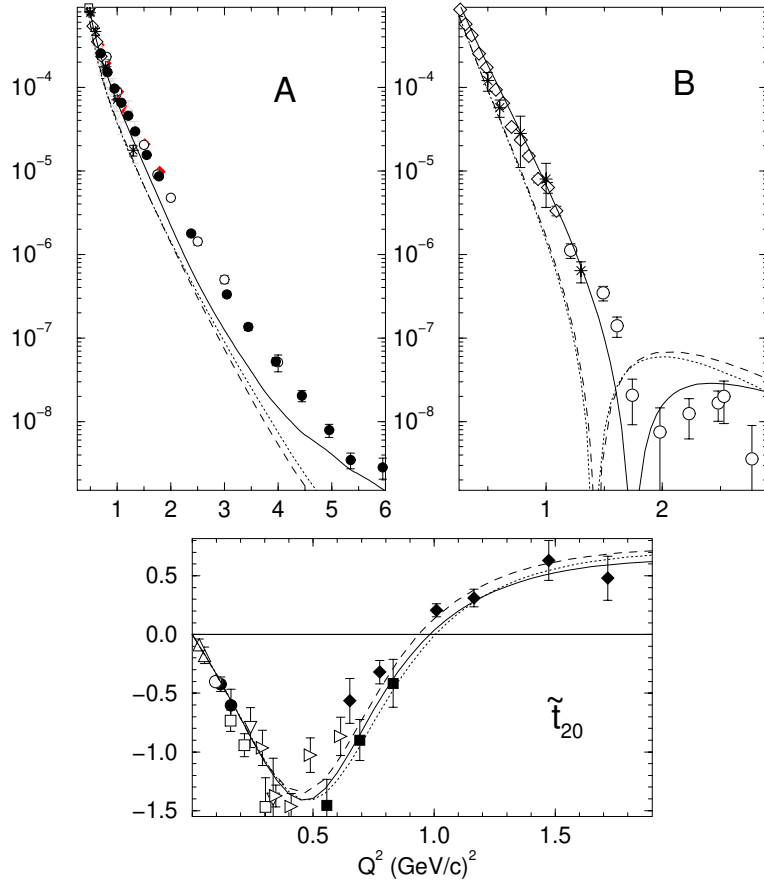 A
B
10⁻⁴ 10⁻⁴
10⁻⁵ 10⁻⁵
10⁻⁶ 10⁻⁶
10⁻⁷ 10⁻⁷
10⁻⁸ 10⁻⁸
1 2 3 4 5 6
1 2
0.5
0.0
−0.5
−1.0
−1.5
t̃₂₀
0.5 1.0 1.5
Q² (GeV/c)²